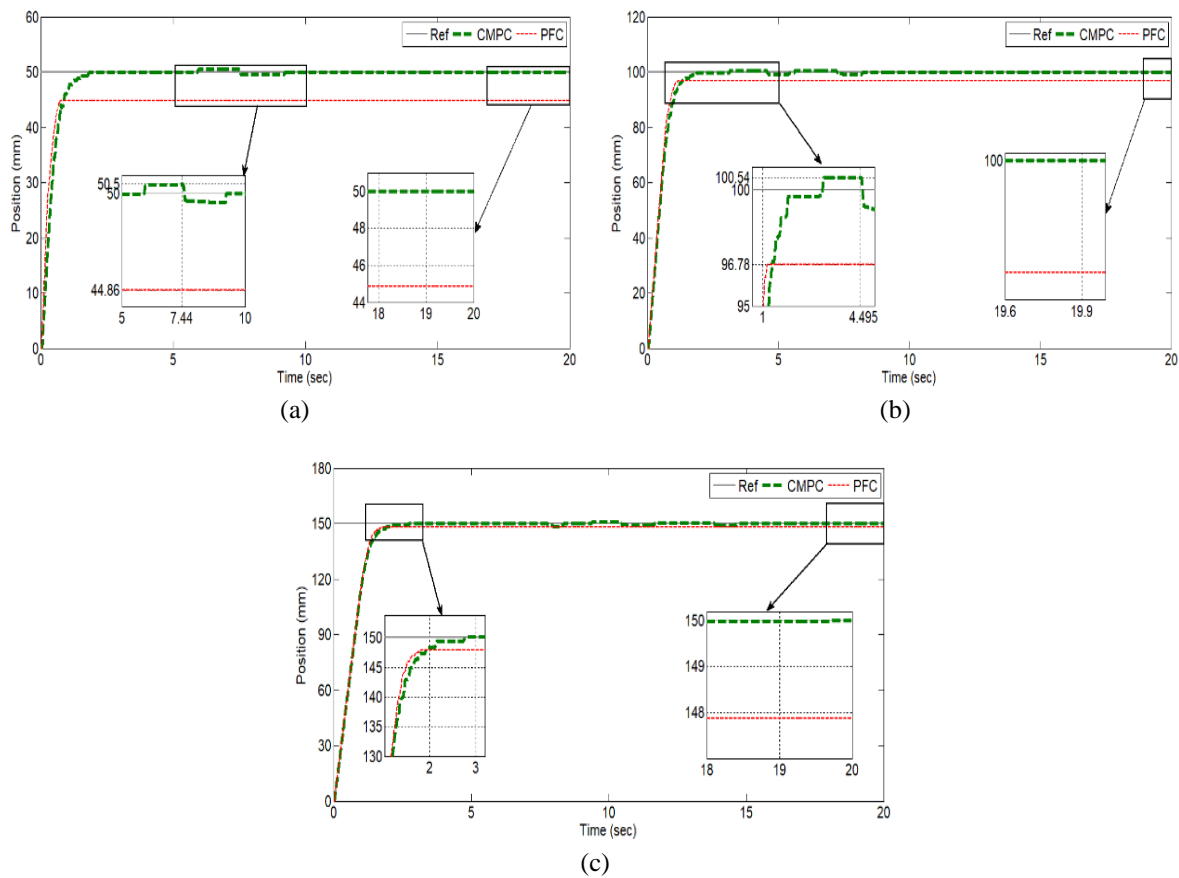 60
50
40
30
20
10
0
Position (mm)
Ref CMPC PFC
50.5
50
44.86
5 7.44 10
50
48
46
44
18 19 20
0 5 10 15 20
Time (sec)
(a)
120
100
80
60
40
20
0
Position (mm)
Ref CMPC PFC
100.54
100
96.78
95
1 4.495
100
19.6 19.9
0 5 10 15 20
Time (sec)
(b)
180
150
120
90
60
30
0
Position (mm)
Ref CMPC PFC
150
145
140
135
130
2 3
150
149
148
18 19 20
0 5 10 15 20
Time (sec)
(c)